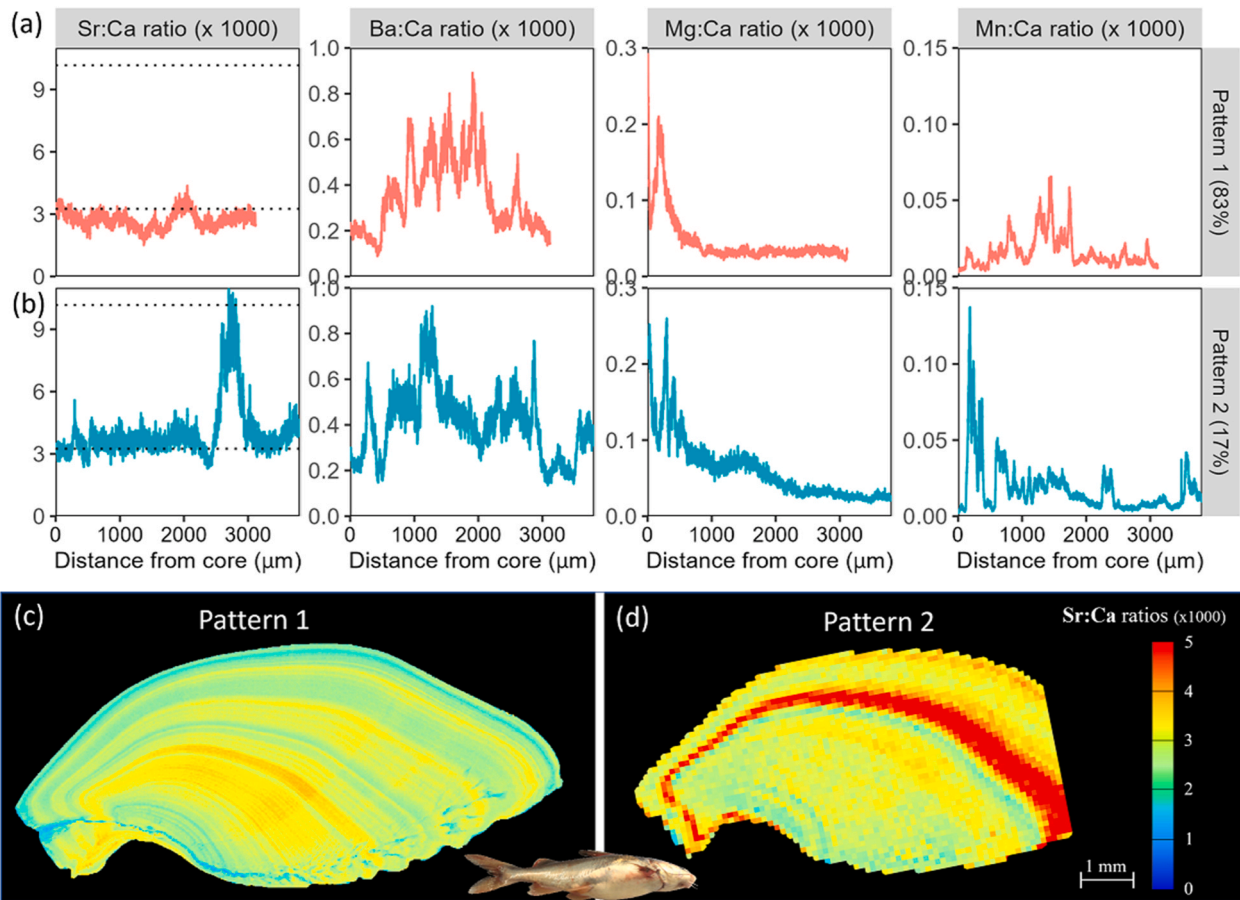 (a)
Sr:Ca ratio (x 1000)
Ba:Ca ratio (x 1000)
Mg:Ca ratio (x 1000)
Mn:Ca ratio (x 1000)
9
6
3
0
1.0
0.8
0.6
0.4
0.2
0.0
0.3
0.2
0.1
0.0
0.15
0.10
0.05
0.00
Pattern 1 (83%)
(b)
9
6
3
0
1.0
0.8
0.6
0.4
0.2
0.0
0.3
0.2
0.1
0.0
0.15
0.10
0.05
0.00
Pattern 2 (17%)
0 1000 2000 3000
0 1000 2000 3000
0 1000 2000 3000
0 1000 2000 3000
Distance from core (μm)
Distance from core (μm)
Distance from core (μm)
Distance from core (μm)
(c)
Pattern 1
(d)
Pattern 2
Sr:Ca ratios (x1000)
5
4
3
2
1
0
1 mm